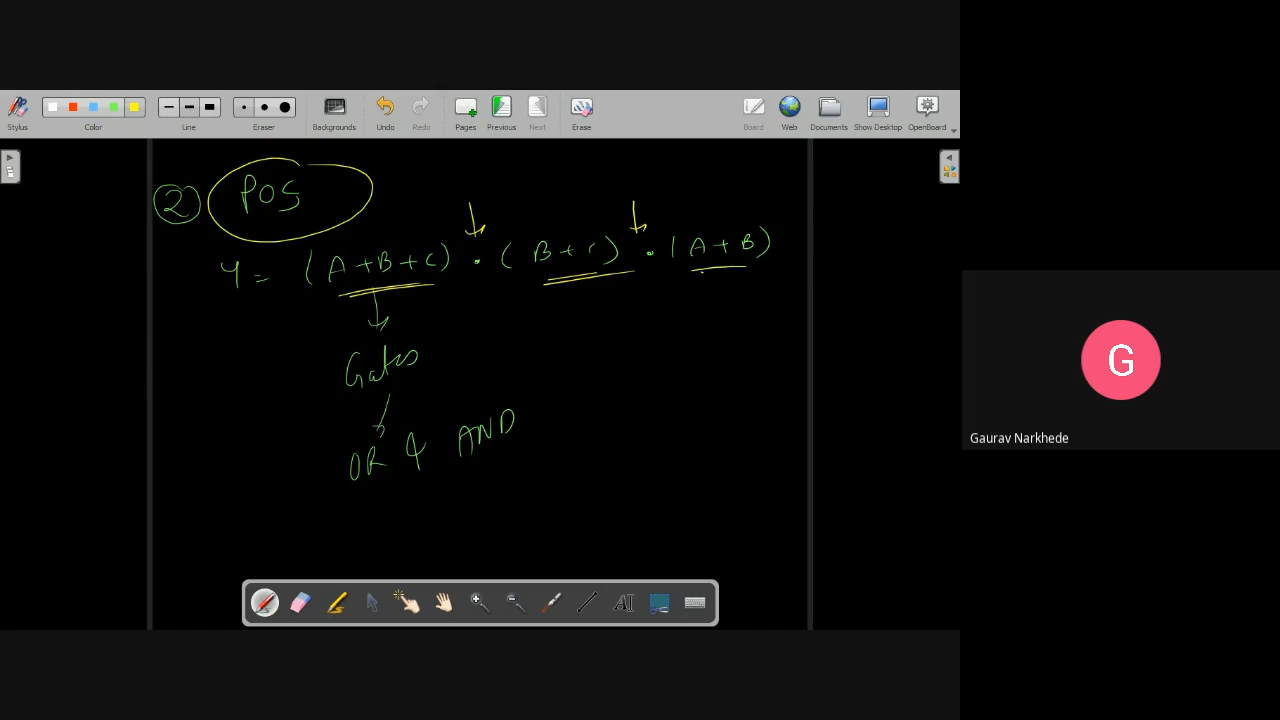 Stylus Color Line Eraser Backgrounds Undo Redo Pages Previous Next Erase Board Web Documents Show Desktop OpenBoard
2 POS
Y = (A+B+C) . (B+C) . (A+B)
Gates
OR & AND
G
Gaurav Narkhede